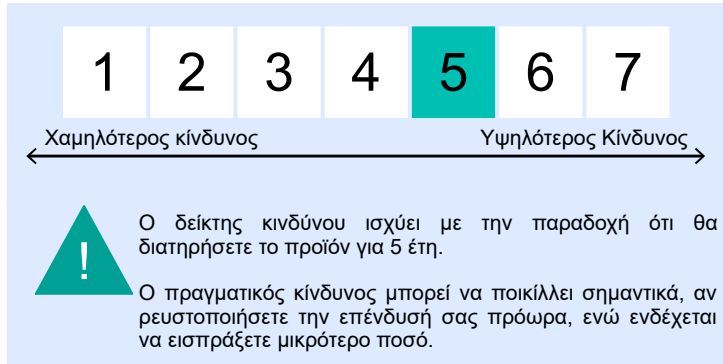 1 2 3 4 5 6 7
Χαμηλότερος κίνδυνος Υψηλότερος Κίνδυνος
!
Ο δείκτης κινδύνου ισχύει με την παραδοχή ότι θα
διατηρήσετε το προϊόν για 5 έτη.
Ο πραγματικός κίνδυνος μπορεί να ποικίλλει σημαντικά, αν
ρευστοποιήσετε την επένδυσή σας πρόωρα, ενώ ενδέχεται
να εισπράξετε μικρότερο ποσό.